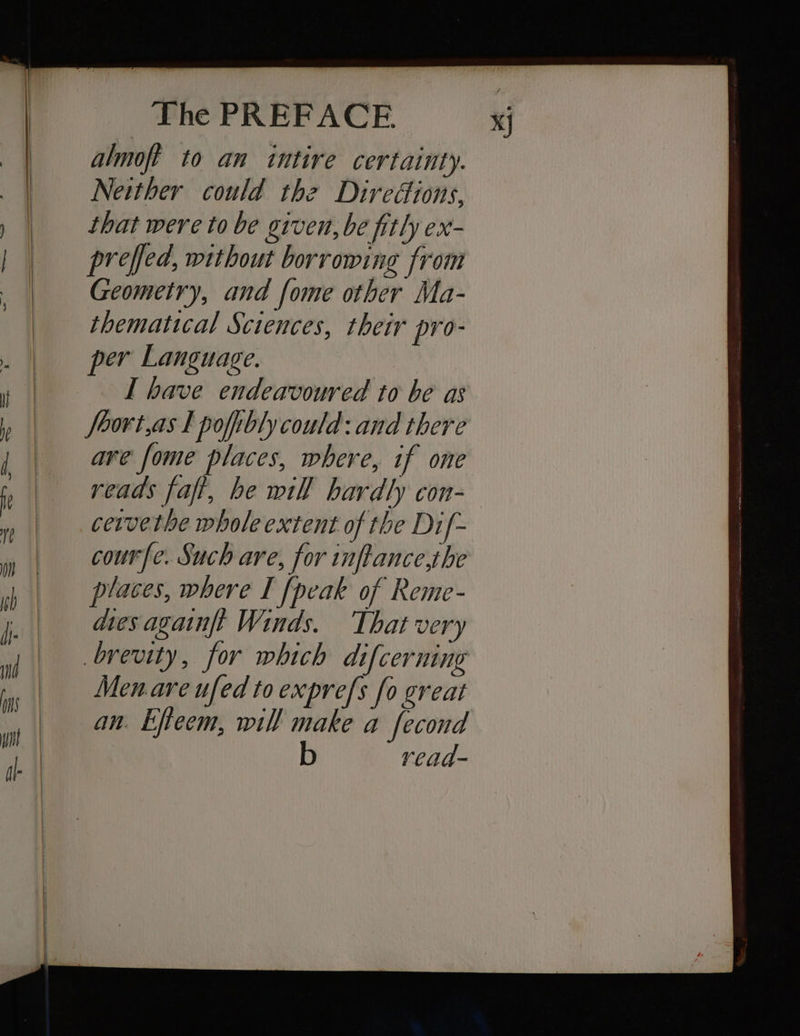 The PREFACE. xj
almoſt to an intire certainty.
Neither could the Directions,
that were to be given, be fitly ex-
preſſed, without borrowing from
Geometry, and ſome other Ma-
thematical Sciences, their pro-
per Language.
I have endeavoured to be as
ſhort, as I poſſibly could: and there
are ſome places, where, if one
reads faſt, he will hardly con-
ceive the whole extent of the Diſ-
courſe. Such are, for inſtance, the
places, where I ſpeak of Reme-
dies againſt Winds. That very
brevity, for which diſcerning
Men are uſed to expreſs ſo great
an Eſteem, will make a ſecond
b read-